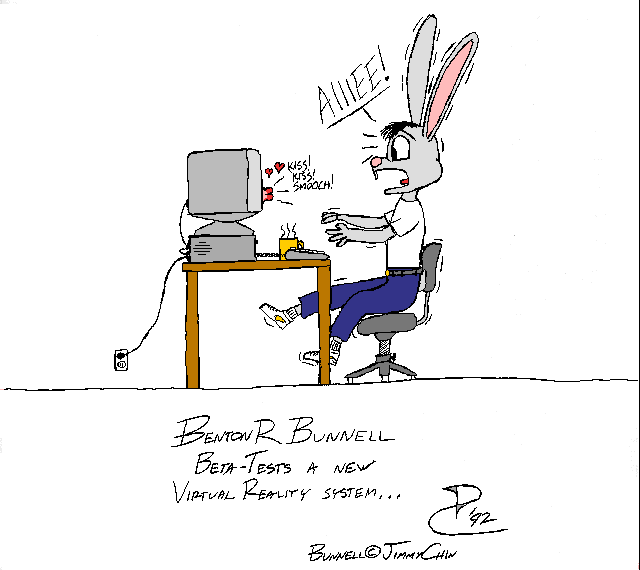 AIIIEE!
KISS!
KISS!
SMOOCH!
BENTON R BUNNELL
BETA-TESTS A NEW
VIRTUAL REALITY SYSTEM...
'92
BUNNELL © JIMMY CHIN